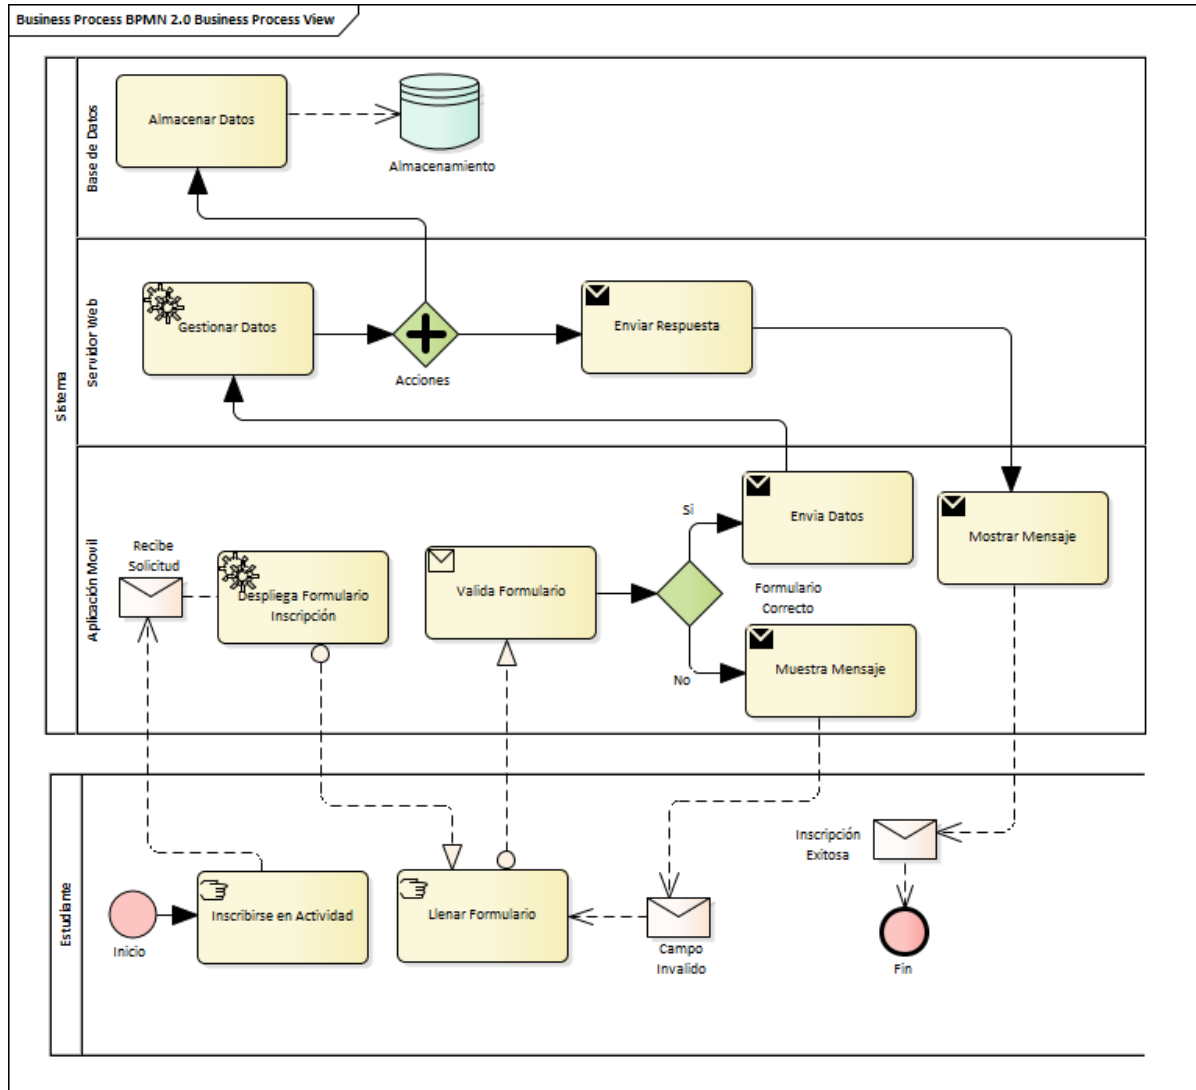 Business Process BPMN 2.0 Business Process View
Sistema
Base de Datos
Almacenar Datos
Almacenamiento
Servidor Web
Gestionar Datos
Acciones
Enviar Respuesta
Aplicación Movil
Recibe
Solicitud
Despliega Formulario
Inscripción
Valida Formulario
Si
No
Formulario
Correcto
Envia Datos
Muestra Mensaje
Mostrar Mensaje
Estudiante
Inicio
Inscribirse en Actividad
Llenar Formulario
Campo
Invalido
Inscripción
Exitosa
Fin